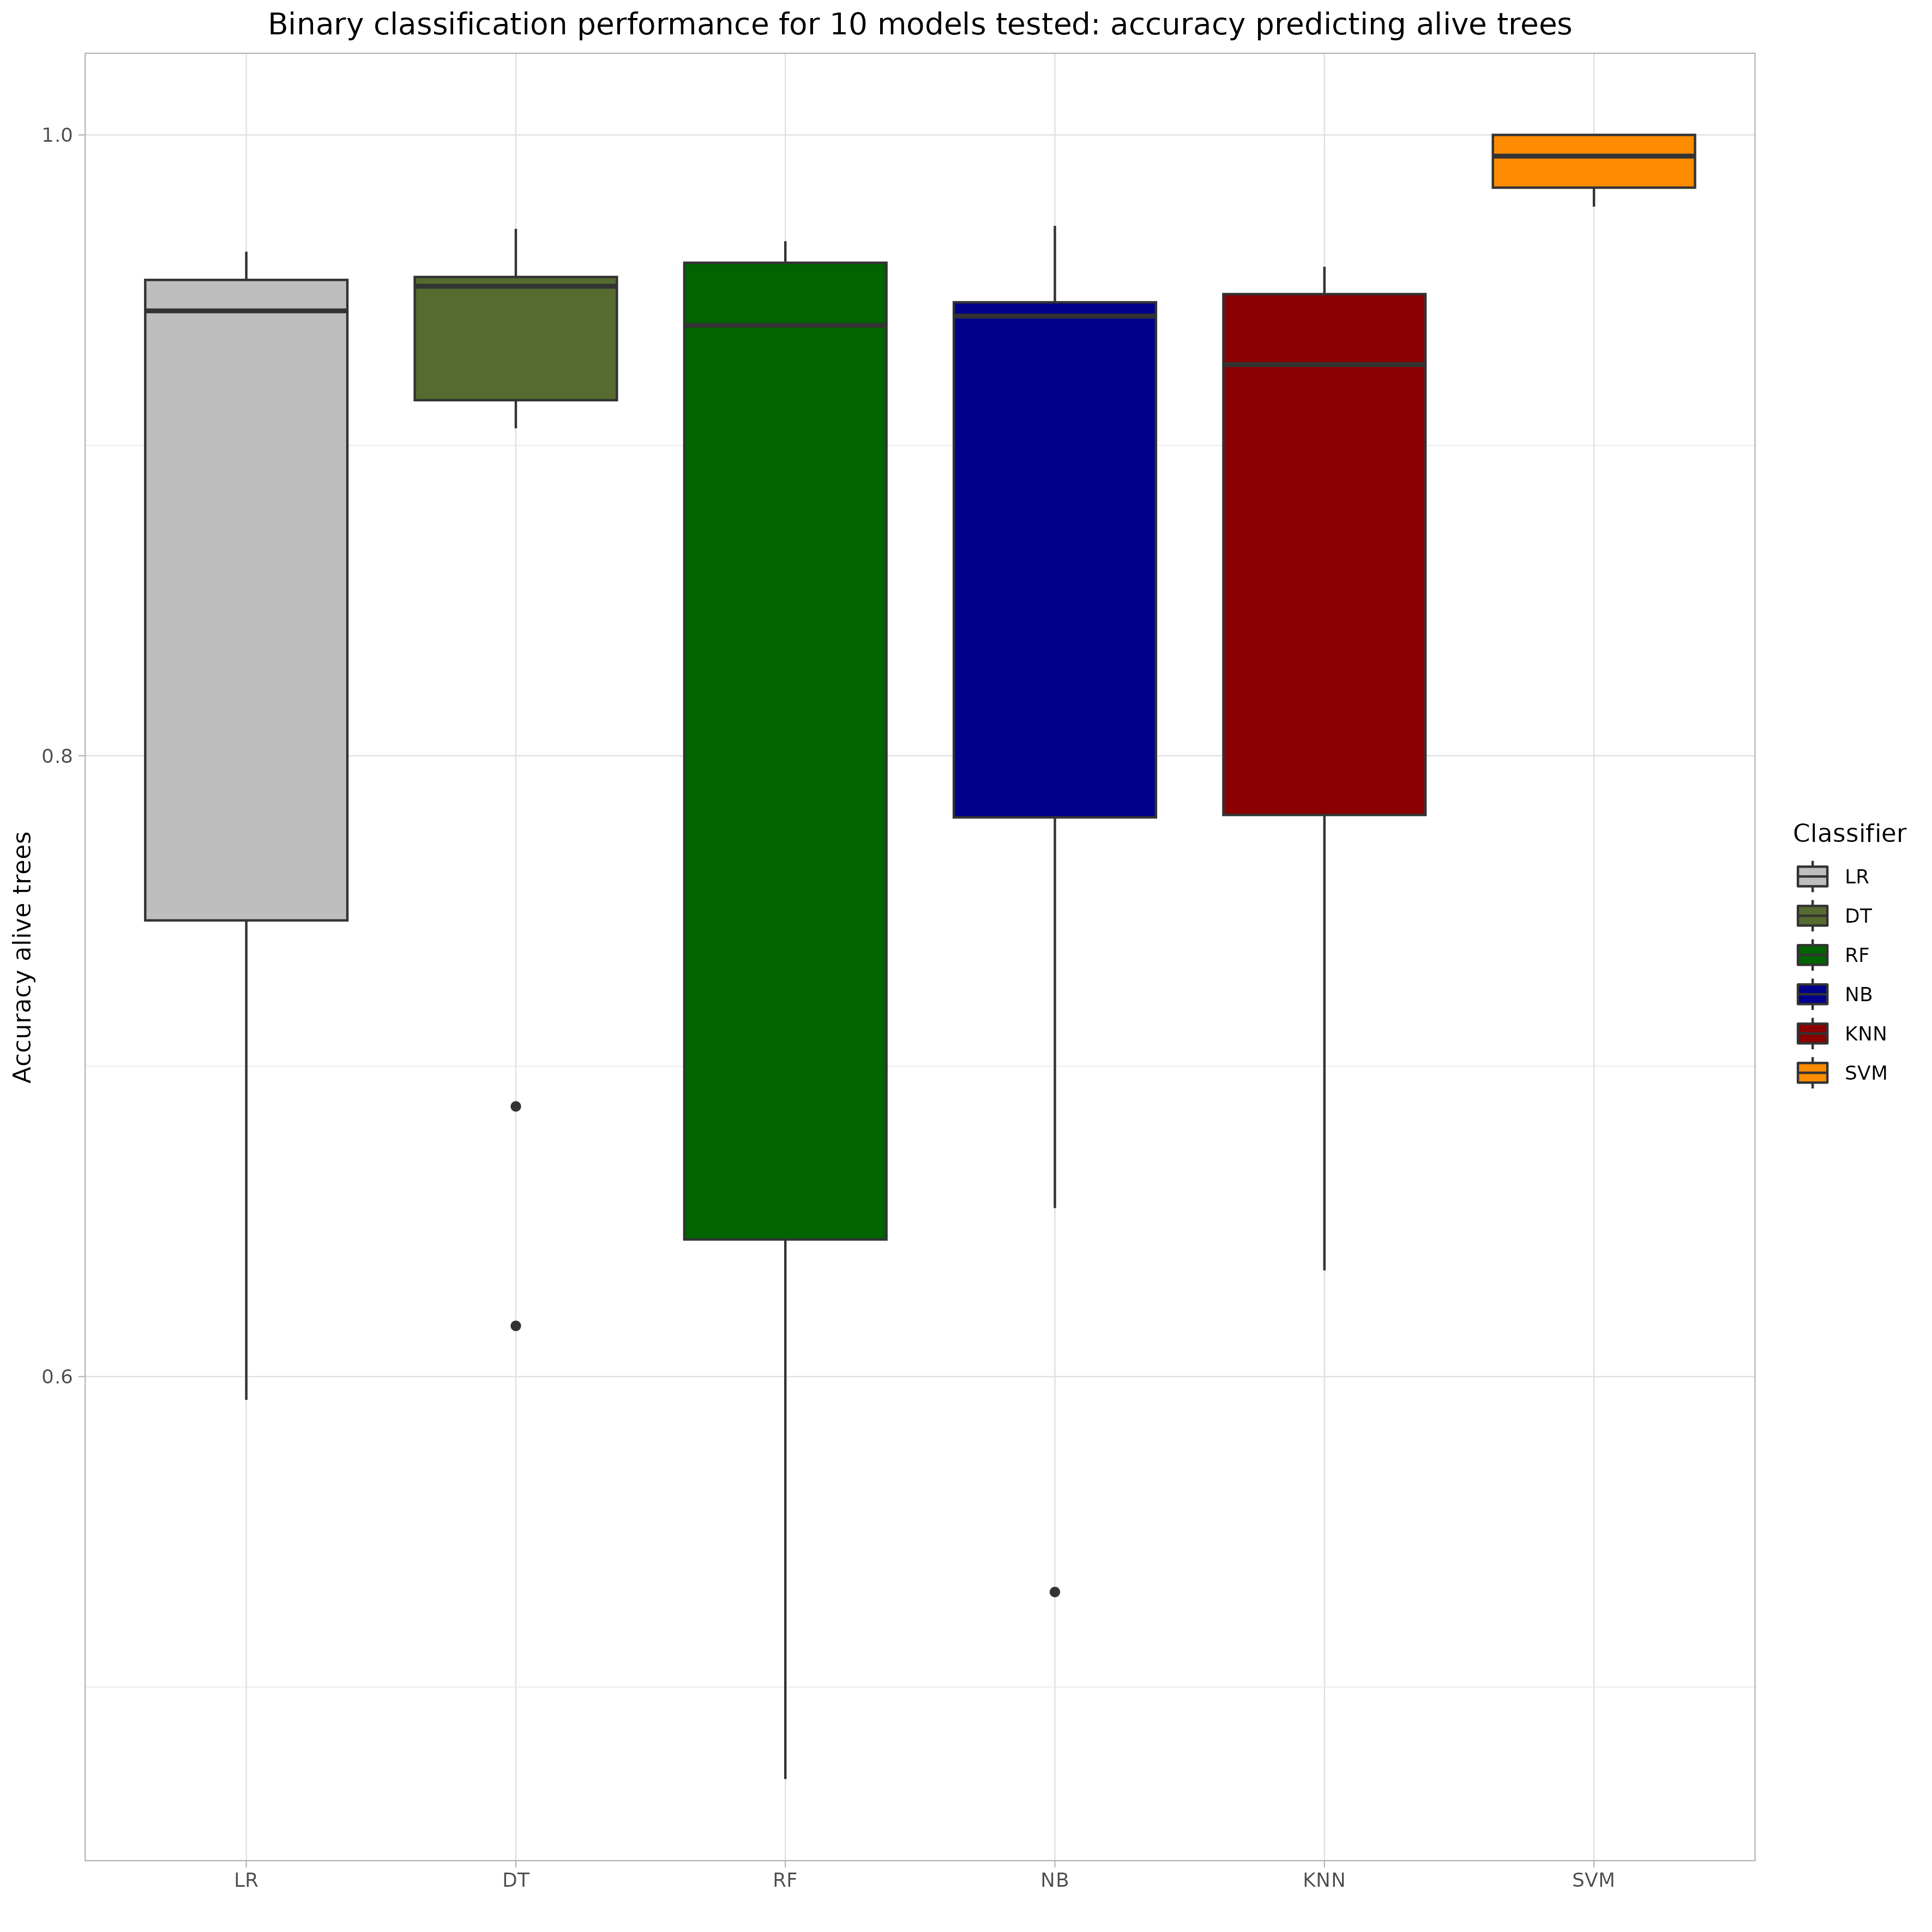 Binary classification performance for 10 models tested: accuracy predicting alive trees
Accuracy alive trees
1.0
0.8
0.6
LR
DT
RF
NB
KNN
SVM
Classifier
LR
DT
RF
NB
KNN
SVM